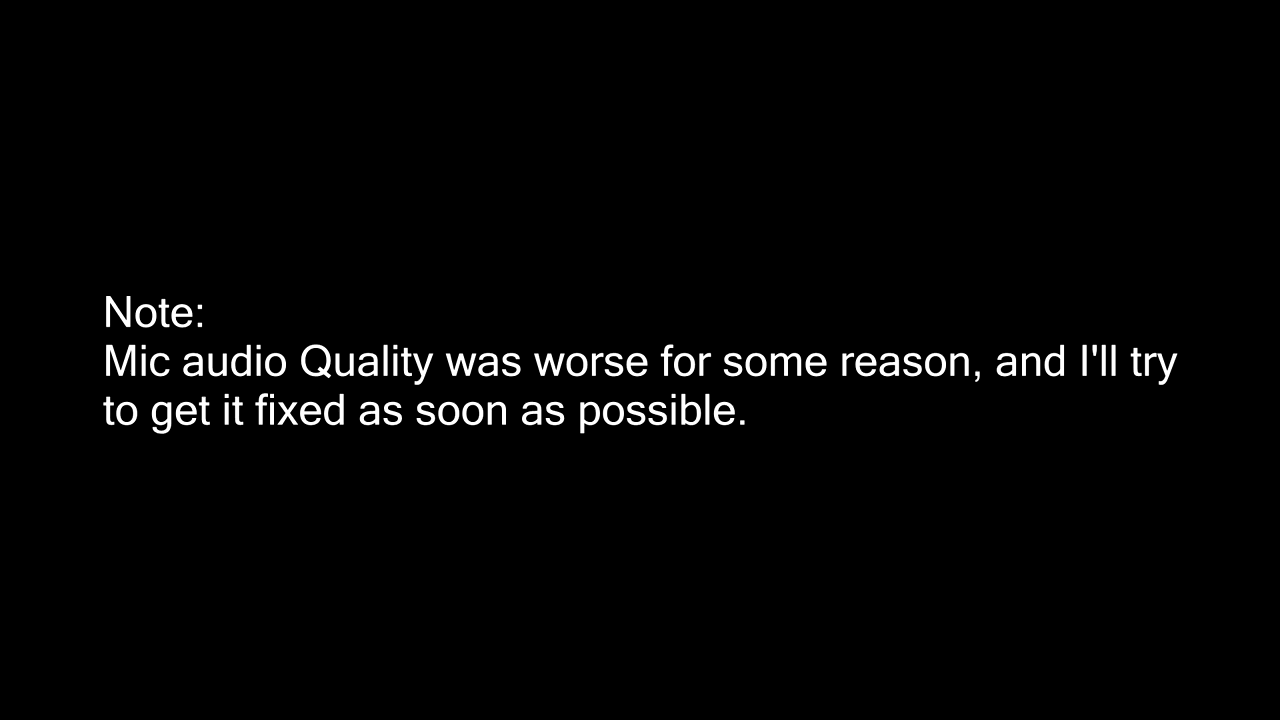 Note:
Mic audio Quality was worse for some reason, and I'll try
to get it fixed as soon as possible.